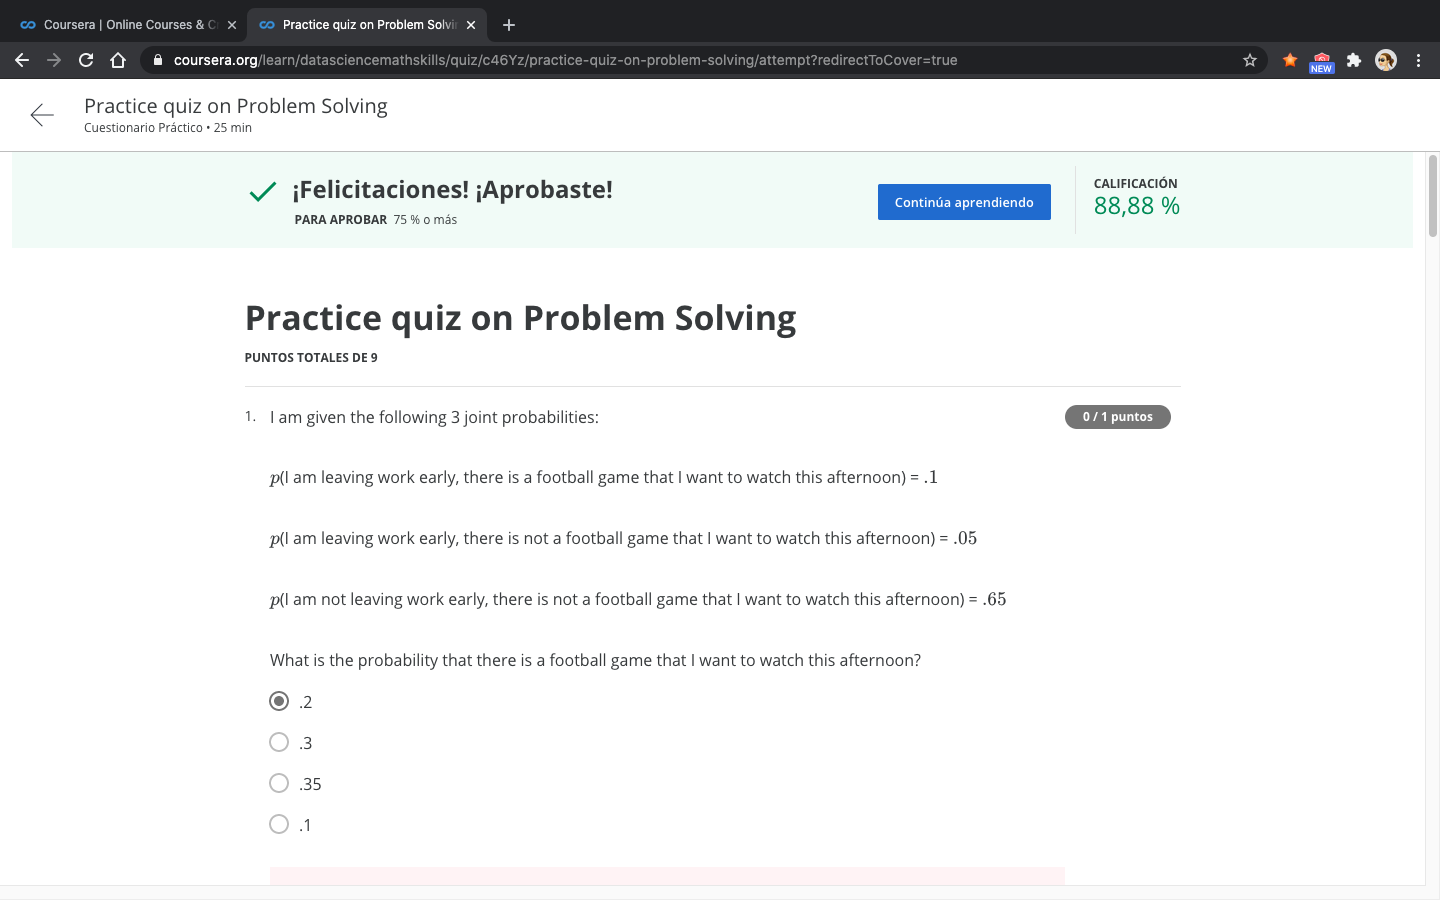 Coursera | Online Courses & C
Practice quiz on Problem Solvi
coursera.org/learn/datasciencemathskills/quiz/c46Yz/practice-quiz-on-problem-solving/attempt?redirectToCover=true
NEW
Practice quiz on Problem Solving
Cuestionario Práctico • 25 min
¡Felicitaciones! ¡Aprobaste!
PARA APROBAR 75 % o más
Continúa aprendiendo
CALIFICACIÓN
88,88 %
Practice quiz on Problem Solving
PUNTOS TOTALES DE 9
1. I am given the following 3 joint probabilities:
0 / 1 puntos
p(I am leaving work early, there is a football game that I want to watch this afternoon) = .1
p(I am leaving work early, there is not a football game that I want to watch this afternoon) = .05
p(I am not leaving work early, there is not a football game that I want to watch this afternoon) = .65
What is the probability that there is a football game that I want to watch this afternoon?
.2
.3
.35
.1